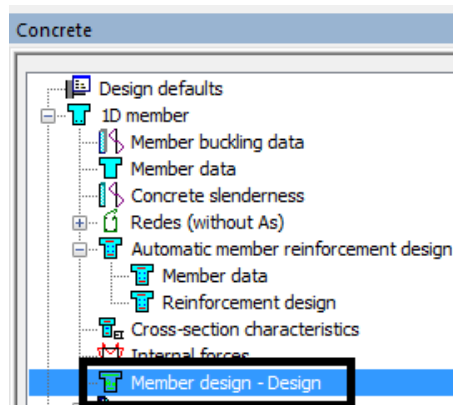 Concrete
Design defaults
1D member
Member buckling data
Member data
Concrete slenderness
Redes (without As)
Automatic member reinforcement design
Member data
Reinforcement design
Cross-section characteristics
Internal forces
Member design - Design